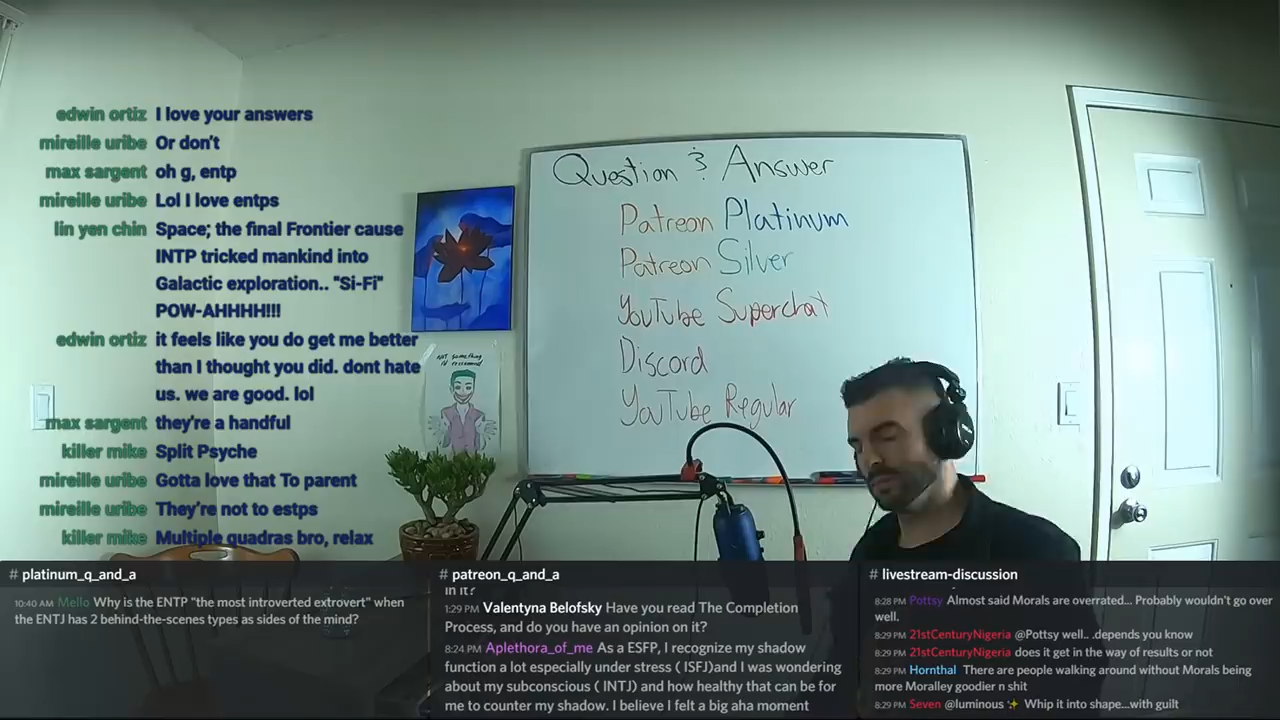 edwin ortiz I love your answers
mireille uribe Or don't
max sargent oh g, entp
mireille uribe Lol I love entps
lin yen chin Space; the final Frontier cause
INTP tricked mankind into
Galactic exploration.. "Si-Fi"
POW-AHHHH!!!
edwin ortiz it feels like you do get me better
than I thought you did. dont hate
us. we are good. lol
max sargent they're a handful
killer mike Split Psyche
mireille uribe Gotta love that To parent
mireille uribe They're not to estps
killer mike Multiple quadras bro, relax
Question & Answer
Patreon Platinum
Patreon Silver
YouTube Superchat
Discord
YouTube Regular
# platinum_q_and_a
10:40 AM Mello Why is the ENTP "the most introverted extrovert" when
the ENTJ has 2 behind-the-scenes types as sides of the mind?
# patreon_q_and_a
in it?
1:29 PM Valentyna Belofsky Have you read The Completion
Process, and do you have an opinion on it?
8:24 PM Aplethora_of_me As a ESFP, I recognize my shadow
function a lot especially under stress ( ISFJ)and I was wondering
about my subconscious ( INTJ) and how healthy that can be for
me to counter my shadow. I believe I felt a big aha moment
# livestream-discussion
8:28 PM Pottsy Almost said Morals are overrated... Probably wouldn't go over
well.
8:29 PM 21stCenturyNigeria @Pottsy well.. .depends you know
8:29 PM 21stCenturyNigeria does it get in the way of results or not
8:29 PM Hornthal There are people walking around without Morals being
more Moralley goodier n shit
8:29 PM Seven @luminous ✨ Whip it into shape...with guilt